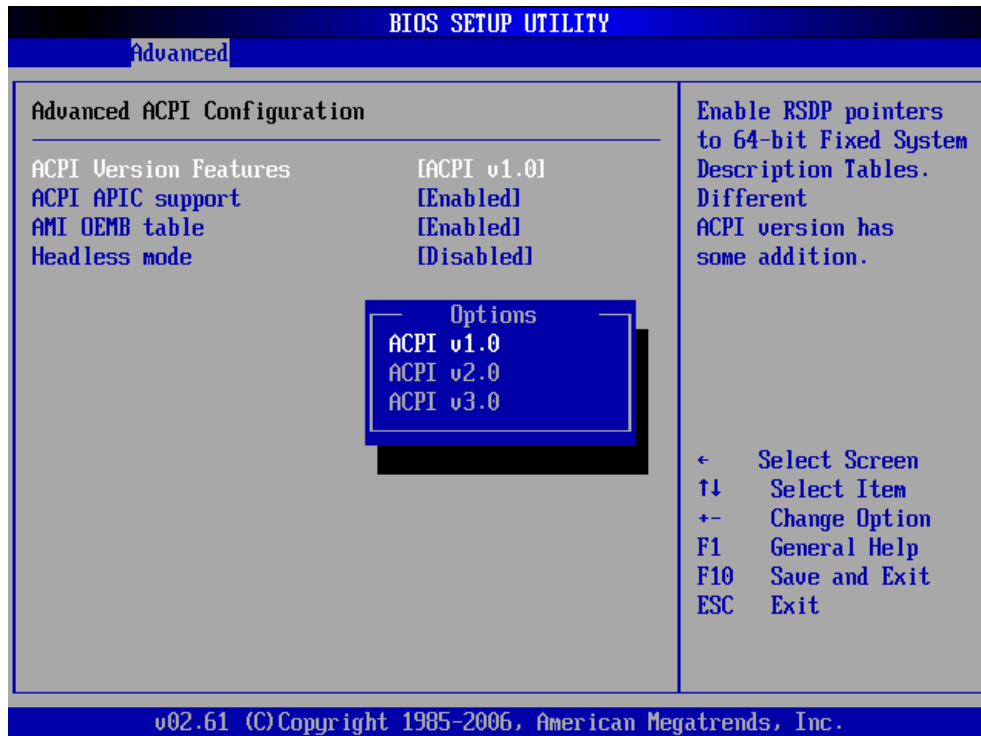 BIOS SETUP UTILITY
Advanced
Advanced ACPI Configuration
ACPI Version Features [ACPI v1.0]
ACPI APIC support [Enabled]
AMI OEMB table [Enabled]
Headless mode [Disabled]
Options
ACPI v1.0
ACPI v2.0
ACPI v3.0
Enable RSDP pointers
to 64-bit Fixed System
Description Tables.
Different
ACPI version has
some addition.
← Select Screen
↑↓ Select Item
+- Change Option
F1 General Help
F10 Save and Exit
ESC Exit
v02.61 (C)Copyright 1985-2006, American Megatrends, Inc.